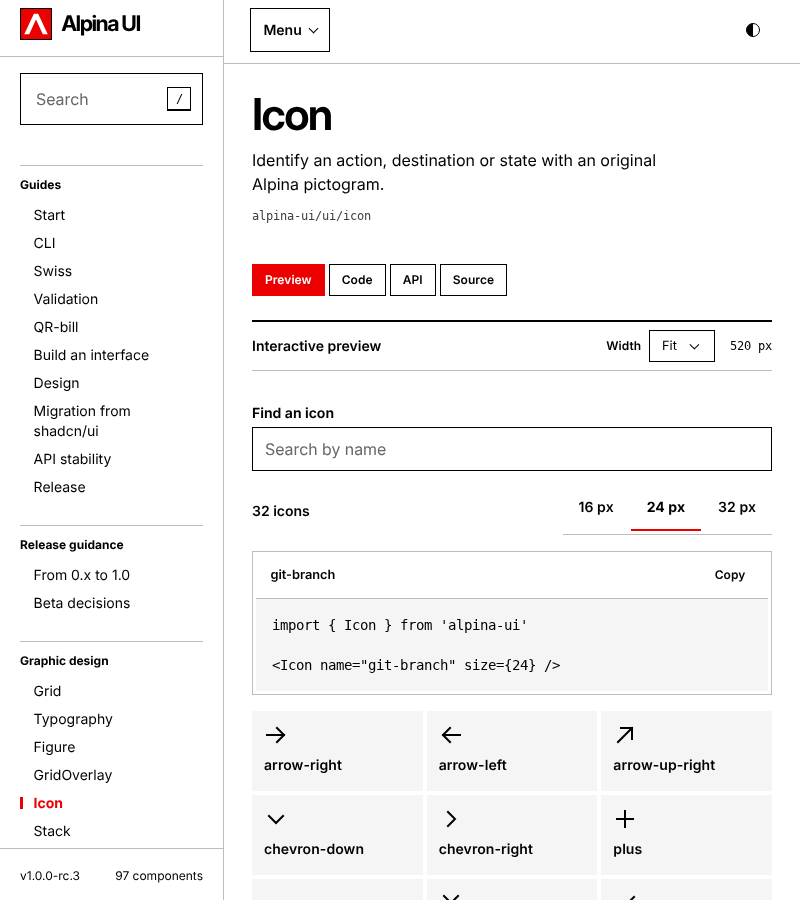 Alpina UI
Search /
Guides
Start
CLI
Swiss
Validation
QR-bill
Build an interface
Design
Migration from
shadcn/ui
API stability
Release
Release guidance
From 0.x to 1.0
Beta decisions
Graphic design
Grid
Typography
Figure
GridOverlay
Icon
Stack
v1.0.0-rc.3 97 components
Menu
Icon
Identify an action, destination or state with an original
Alpina pictogram.
alpina-ui/ui/icon
Preview Code API Source
Interactive preview Width Fit 520 px
Find an icon
Search by name
32 icons 16 px 24 px 32 px
git-branch Copy
import { Icon } from 'alpina-ui'
<Icon name="git-branch" size={24} />
arrow-right arrow-left arrow-up-right
chevron-down chevron-right plus